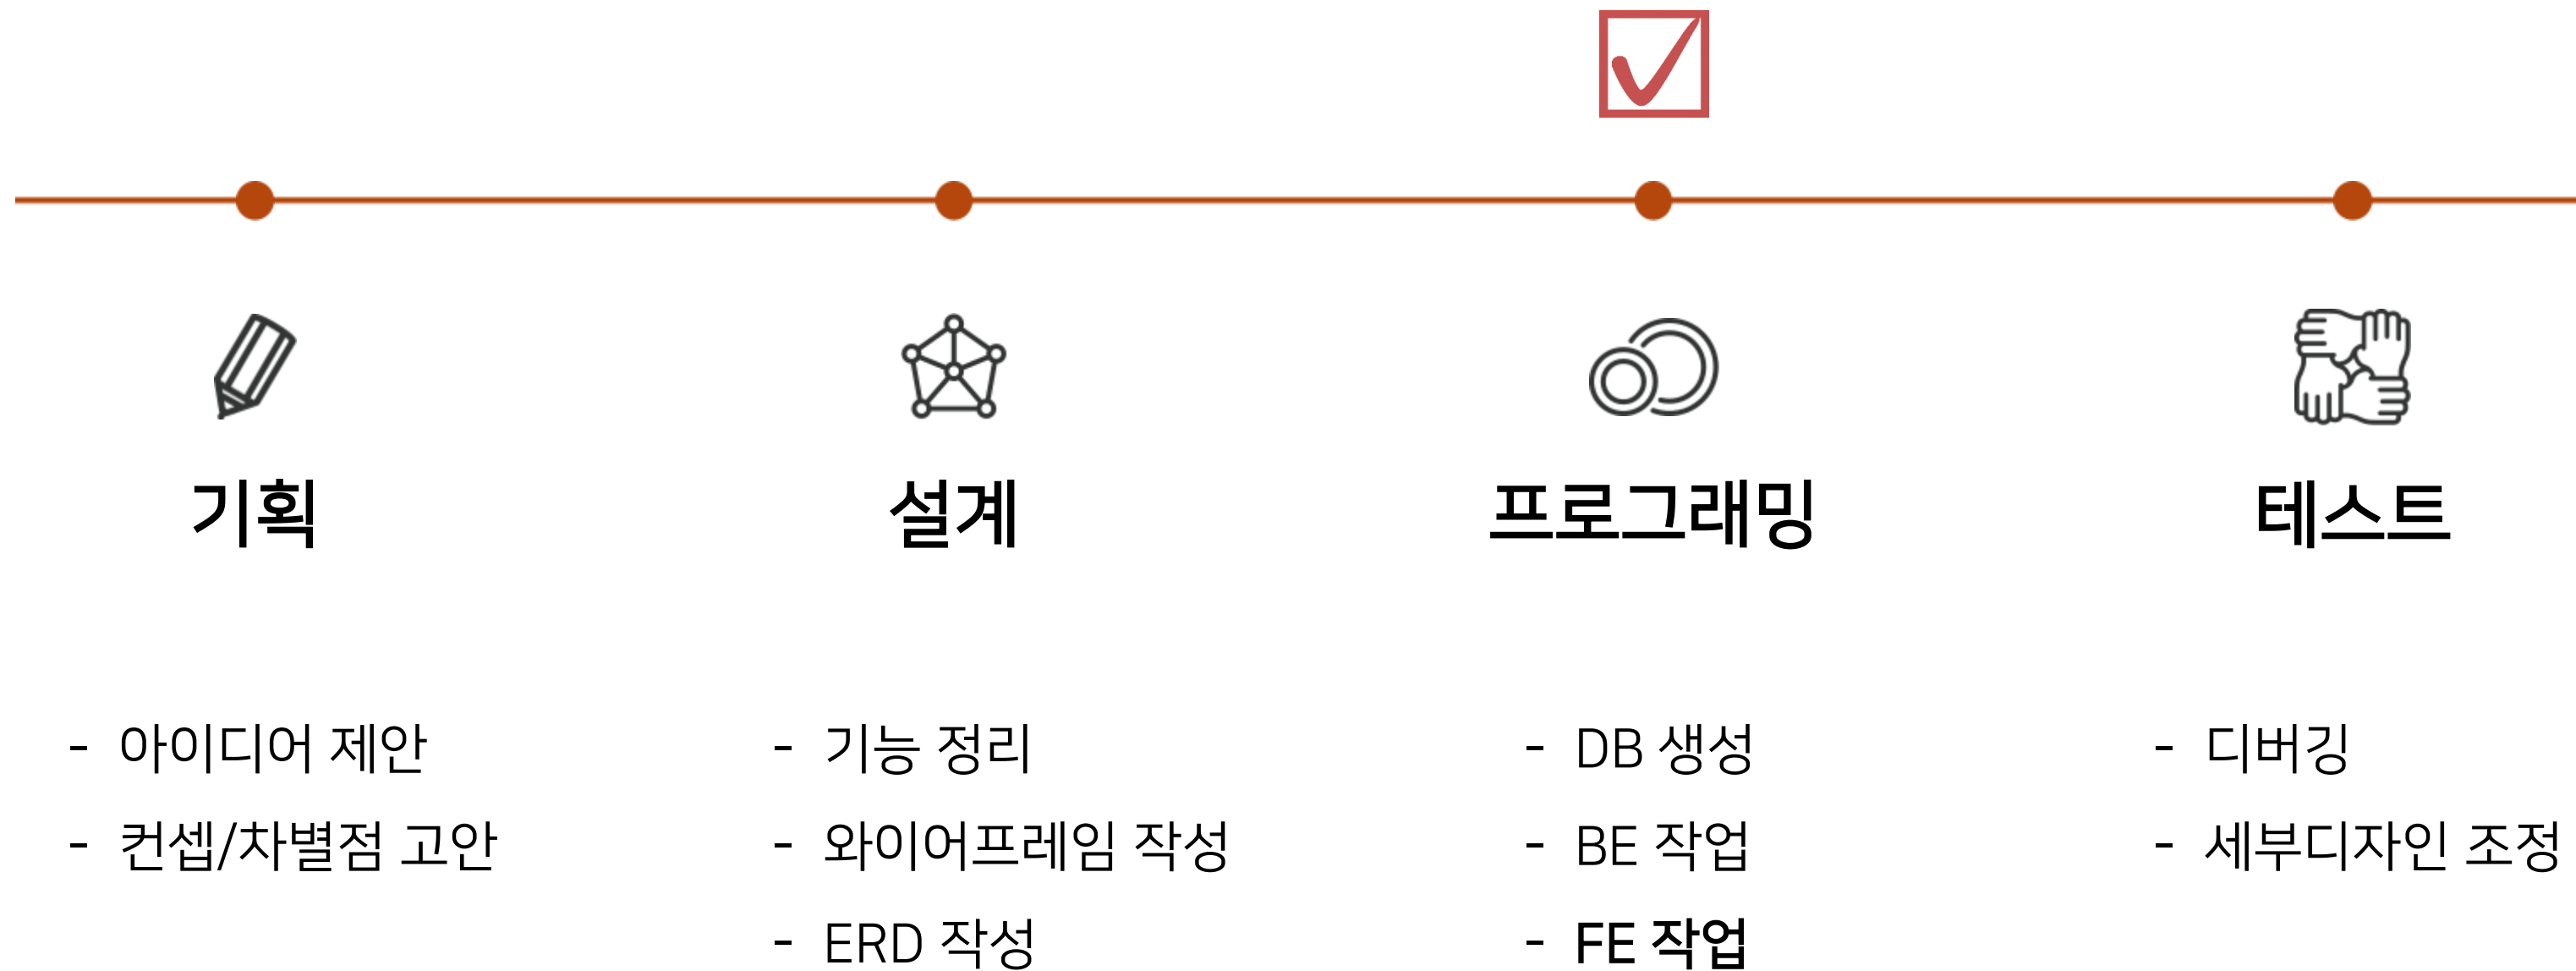 기획
설계
프로그래밍
테스트
- 아이디어 제안
- 컨셉/차별점 고안
- 기능 정리
- 와이어프레임 작성
- ERD 작성
- DB 생성
- BE 작업
- FE 작업
- 디버깅
- 세부디자인 조정